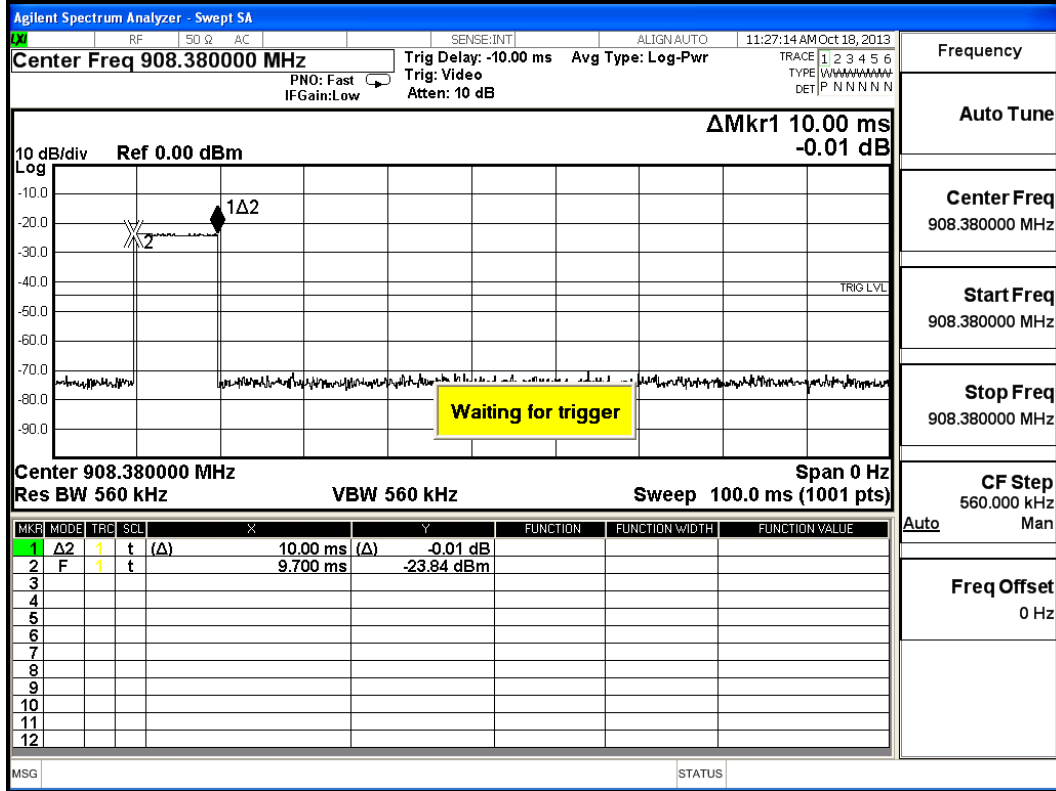 Agilent Spectrum Analyzer - Swept SA
LXI RF 50 Ω AC SENSE:INT ALIGN AUTO 11:27:14 AM Oct 18, 2013
Center Freq 908.380000 MHz
PNO: Fast
IFGain:Low
Trig Delay: -10.00 ms
Trig: Video
Atten: 10 dB
Avg Type: Log-Pwr
TRACE 1 2 3 4 5 6
TYPE WWWWWWW
DET P N N N N N
ΔMkr1 10.00 ms
-0.01 dB
10 dB/div Ref 0.00 dBm
Log
-10.0
-20.0
-30.0
-40.0
-50.0
-60.0
-70.0
-80.0
-90.0
1Δ2
2
TRIG LVL
Waiting for trigger
Center 908.380000 MHz Span 0 Hz
Res BW 560 kHz VBW 560 kHz Sweep 100.0 ms (1001 pts)
MKR MODE TRC SCL X Y FUNCTION FUNCTION WIDTH FUNCTION VALUE
1 Δ2 1 t (Δ) 10.00 ms (Δ) -0.01 dB
2 F 1 t 9.700 ms -23.84 dBm
3
4
5
6
7
8
9
10
11
12
MSG STATUS
Frequency
Auto Tune
Center Freq
908.380000 MHz
Start Freq
908.380000 MHz
Stop Freq
908.380000 MHz
CF Step
560.000 kHz
Auto Man
Freq Offset
0 Hz